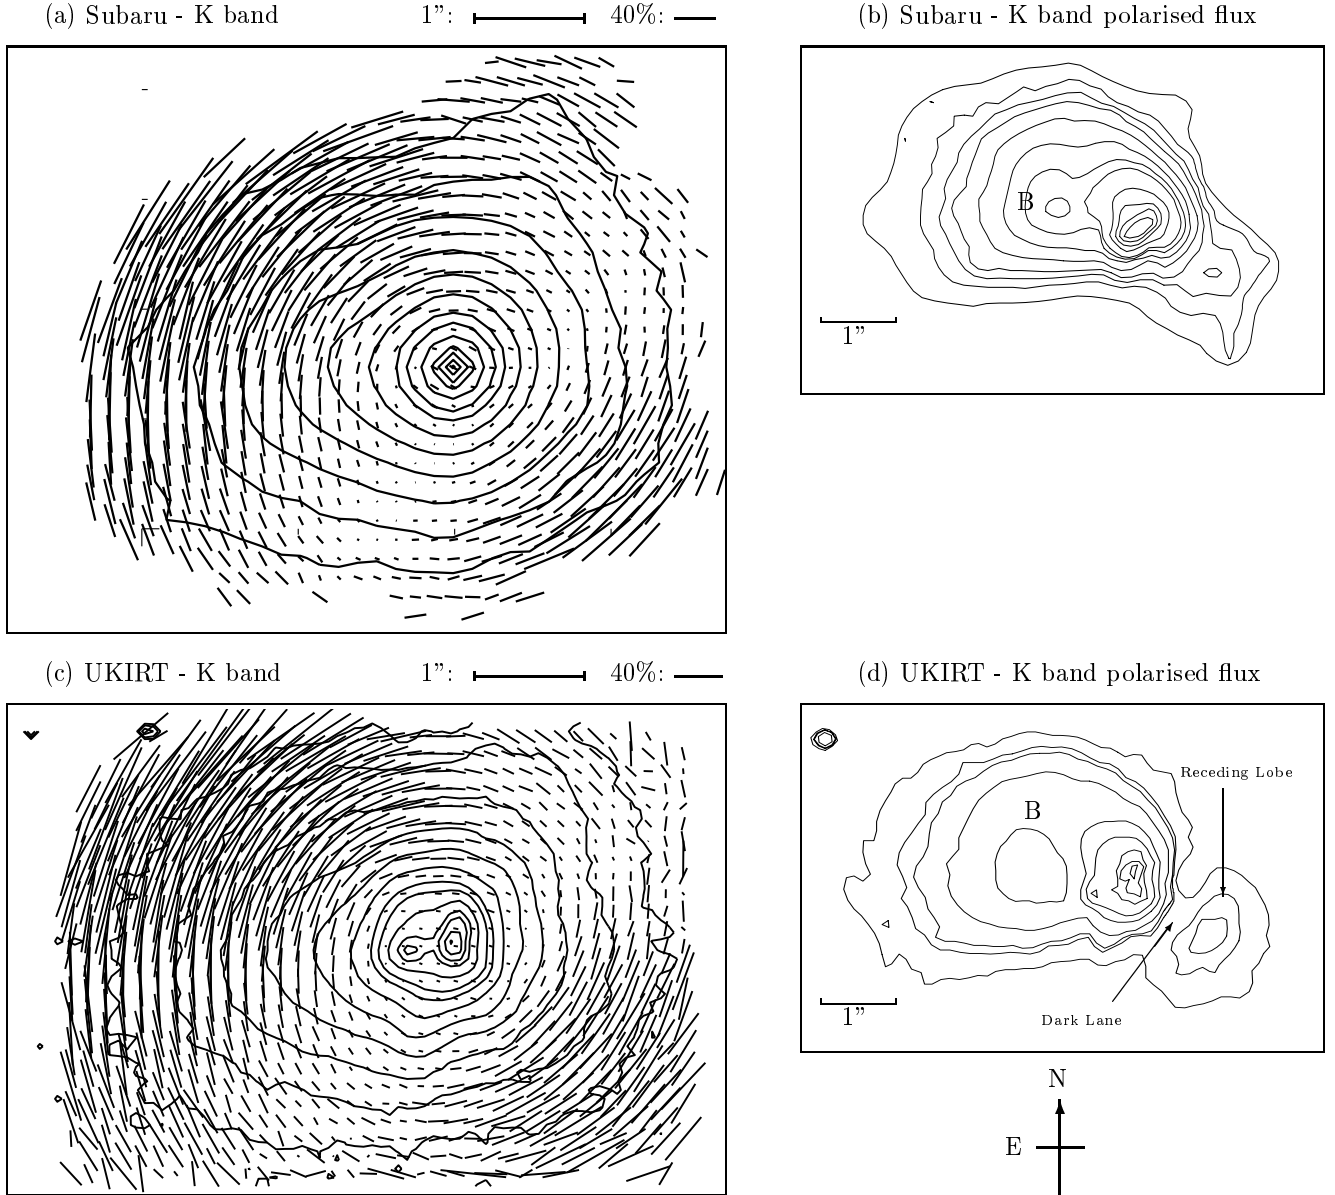 (a) Subaru - K band
1”:
40%:
(b) Subaru - K band polarised flux
B
1”
(c) UKIRT - K band
1”:
40%:
(d) UKIRT - K band polarised flux
Receding Lobe
B
1”
Dark Lane
N
E